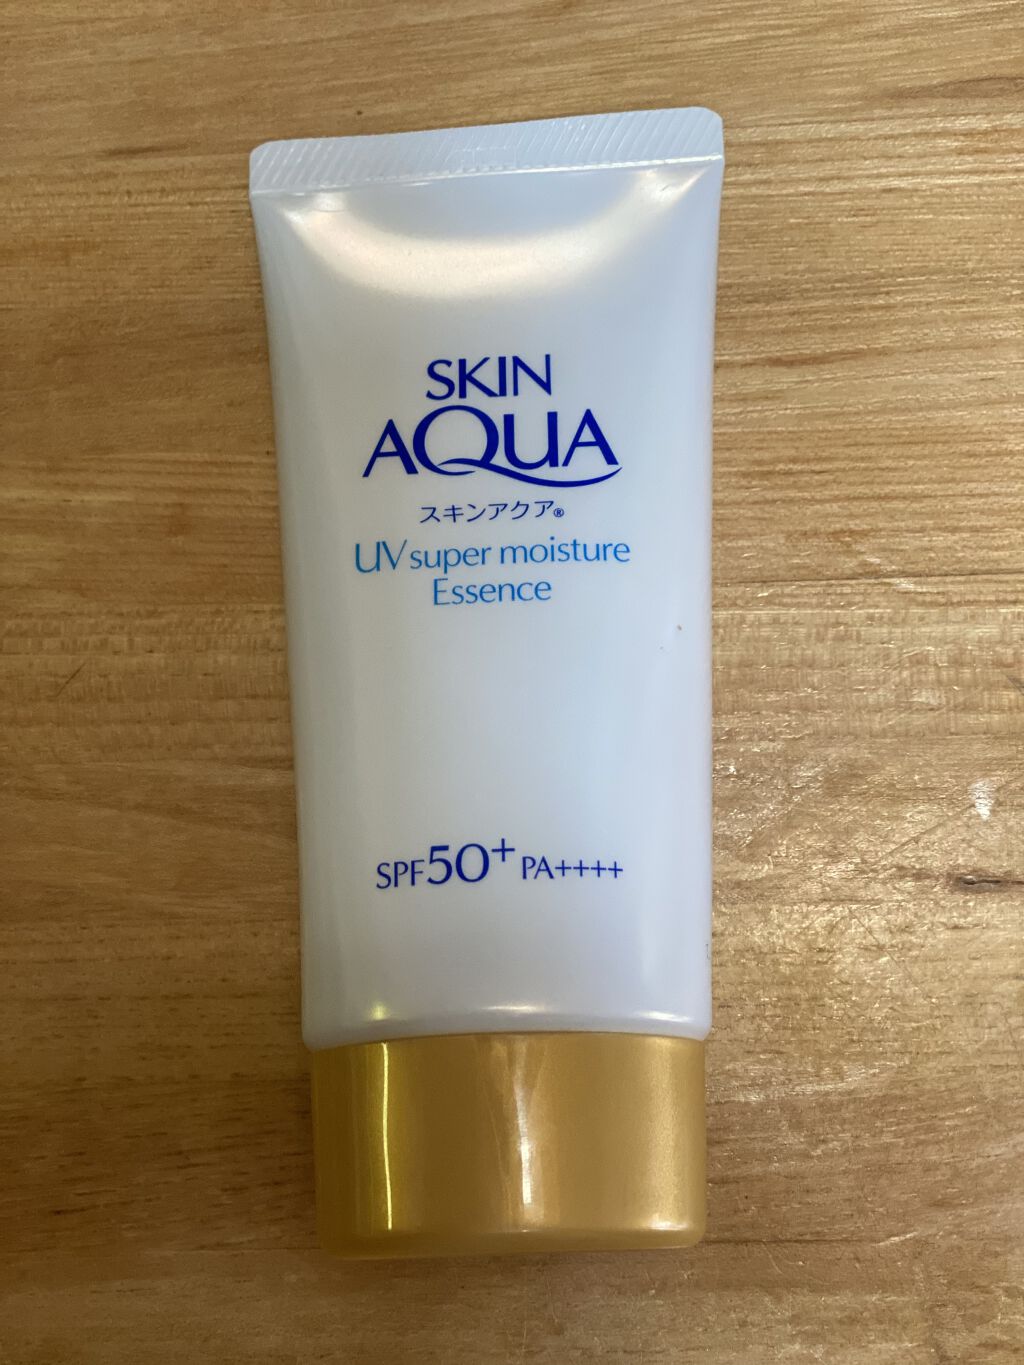 SKIN
AQUA
スキンアクア®
UV super moisture
Essence
SPF50+ PA++++